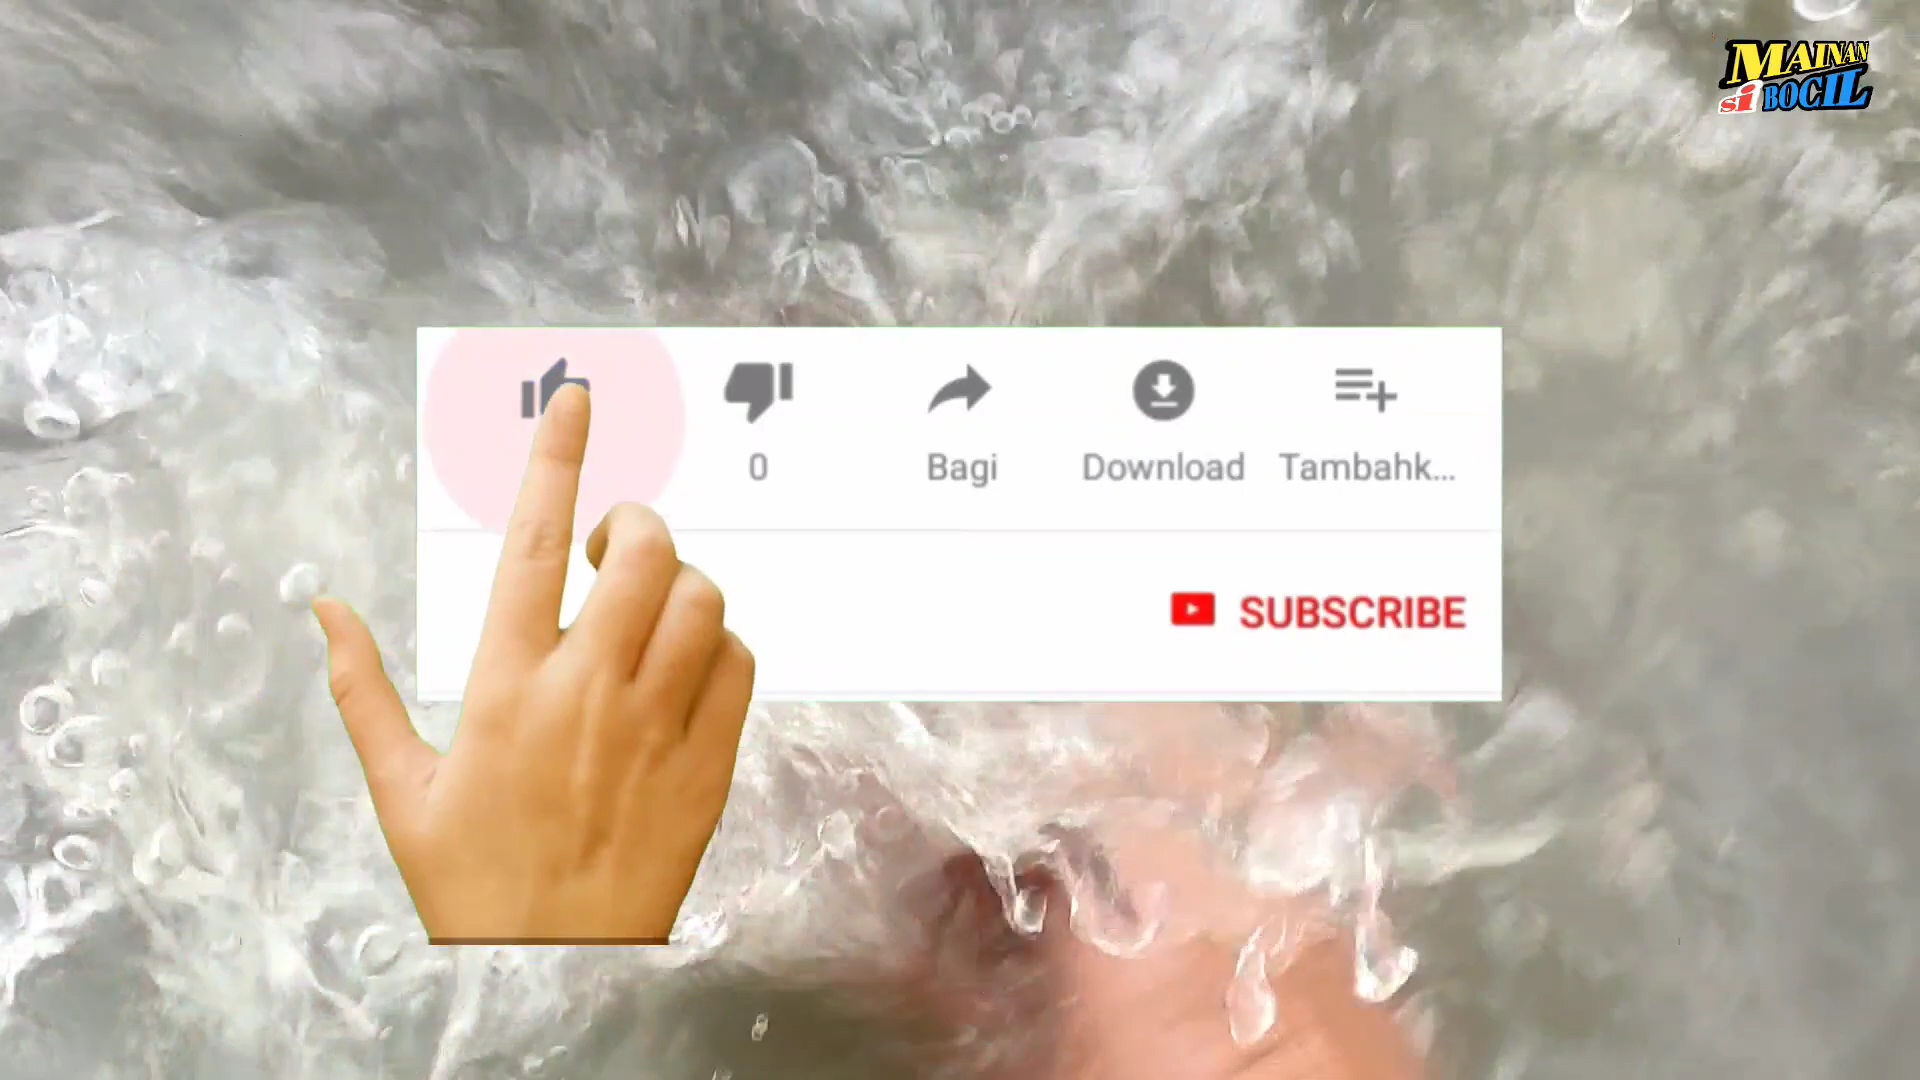 MAINAN
si BOCIL
0
Bagi
Download
Tambahk...
SUBSCRIBE